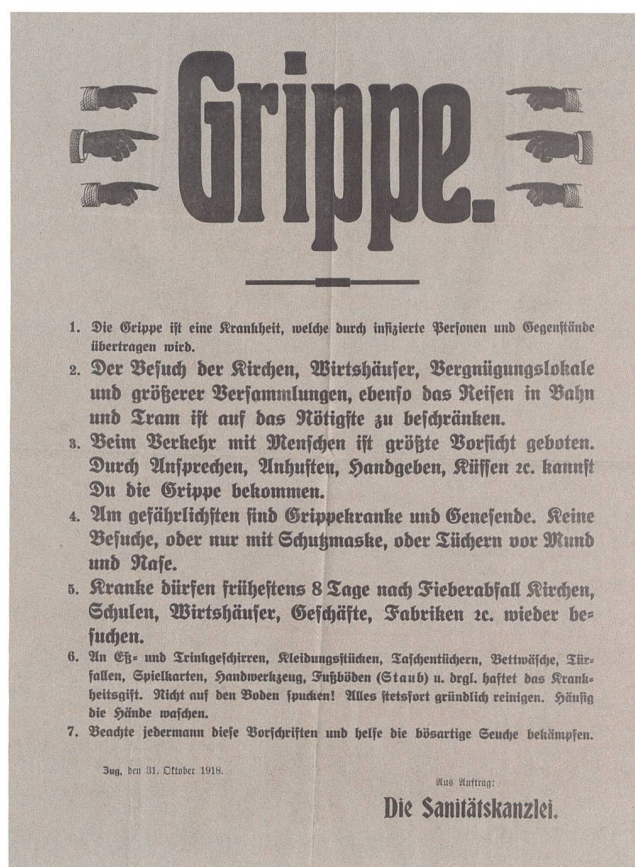 Grippe.
1. Die Grippe ist eine Krankheit, welche durch infizierte Personen und Gegenstände
übertragen wird.
2. Der Besuch der Kirchen, Wirtshäuser, Vergnügungslokale
und größerer Versammlungen, ebenso das Reisen in Bahn
und Tram ist auf das Nötigste zu beschränken.
3. Beim Verkehr mit Menschen ist größte Vorsicht geboten.
Durch Ansprechen, Anhusten, Handgeben, Küssen ꝛc. kannst
Du die Grippe bekommen.
4. Am gefährlichsten sind Grippekranke und Genesende. Keine
Besuche, oder nur mit Schutzmaske, oder Tüchern vor Mund
und Nase.
5. Kranke dürfen frühestens 8 Tage nach Fieberabfall Kirchen,
Schulen, Wirtshäuser, Geschäfte, Fabriken ꝛc. wieder be-
suchen.
6. An Eß- und Trinkgeschirren, Kleidungsstücken, Taschentüchern, Bettwäsche, Tür-
fallen, Spielkarten, Handwerkzeug, Fußböden (Staub) u. drgl. haftet das Krank-
heitsgift. Nicht auf den Boden spucken! Alles stetsfort gründlich reinigen. Häufig
die Hände waschen.
7. Beachte jedermann diese Vorschriften und helfe die bösartige Seuche bekämpfen.
Zug, den 31. Oktober 1918.
Aus Auftrag:
Die Sanitätskanzlei.